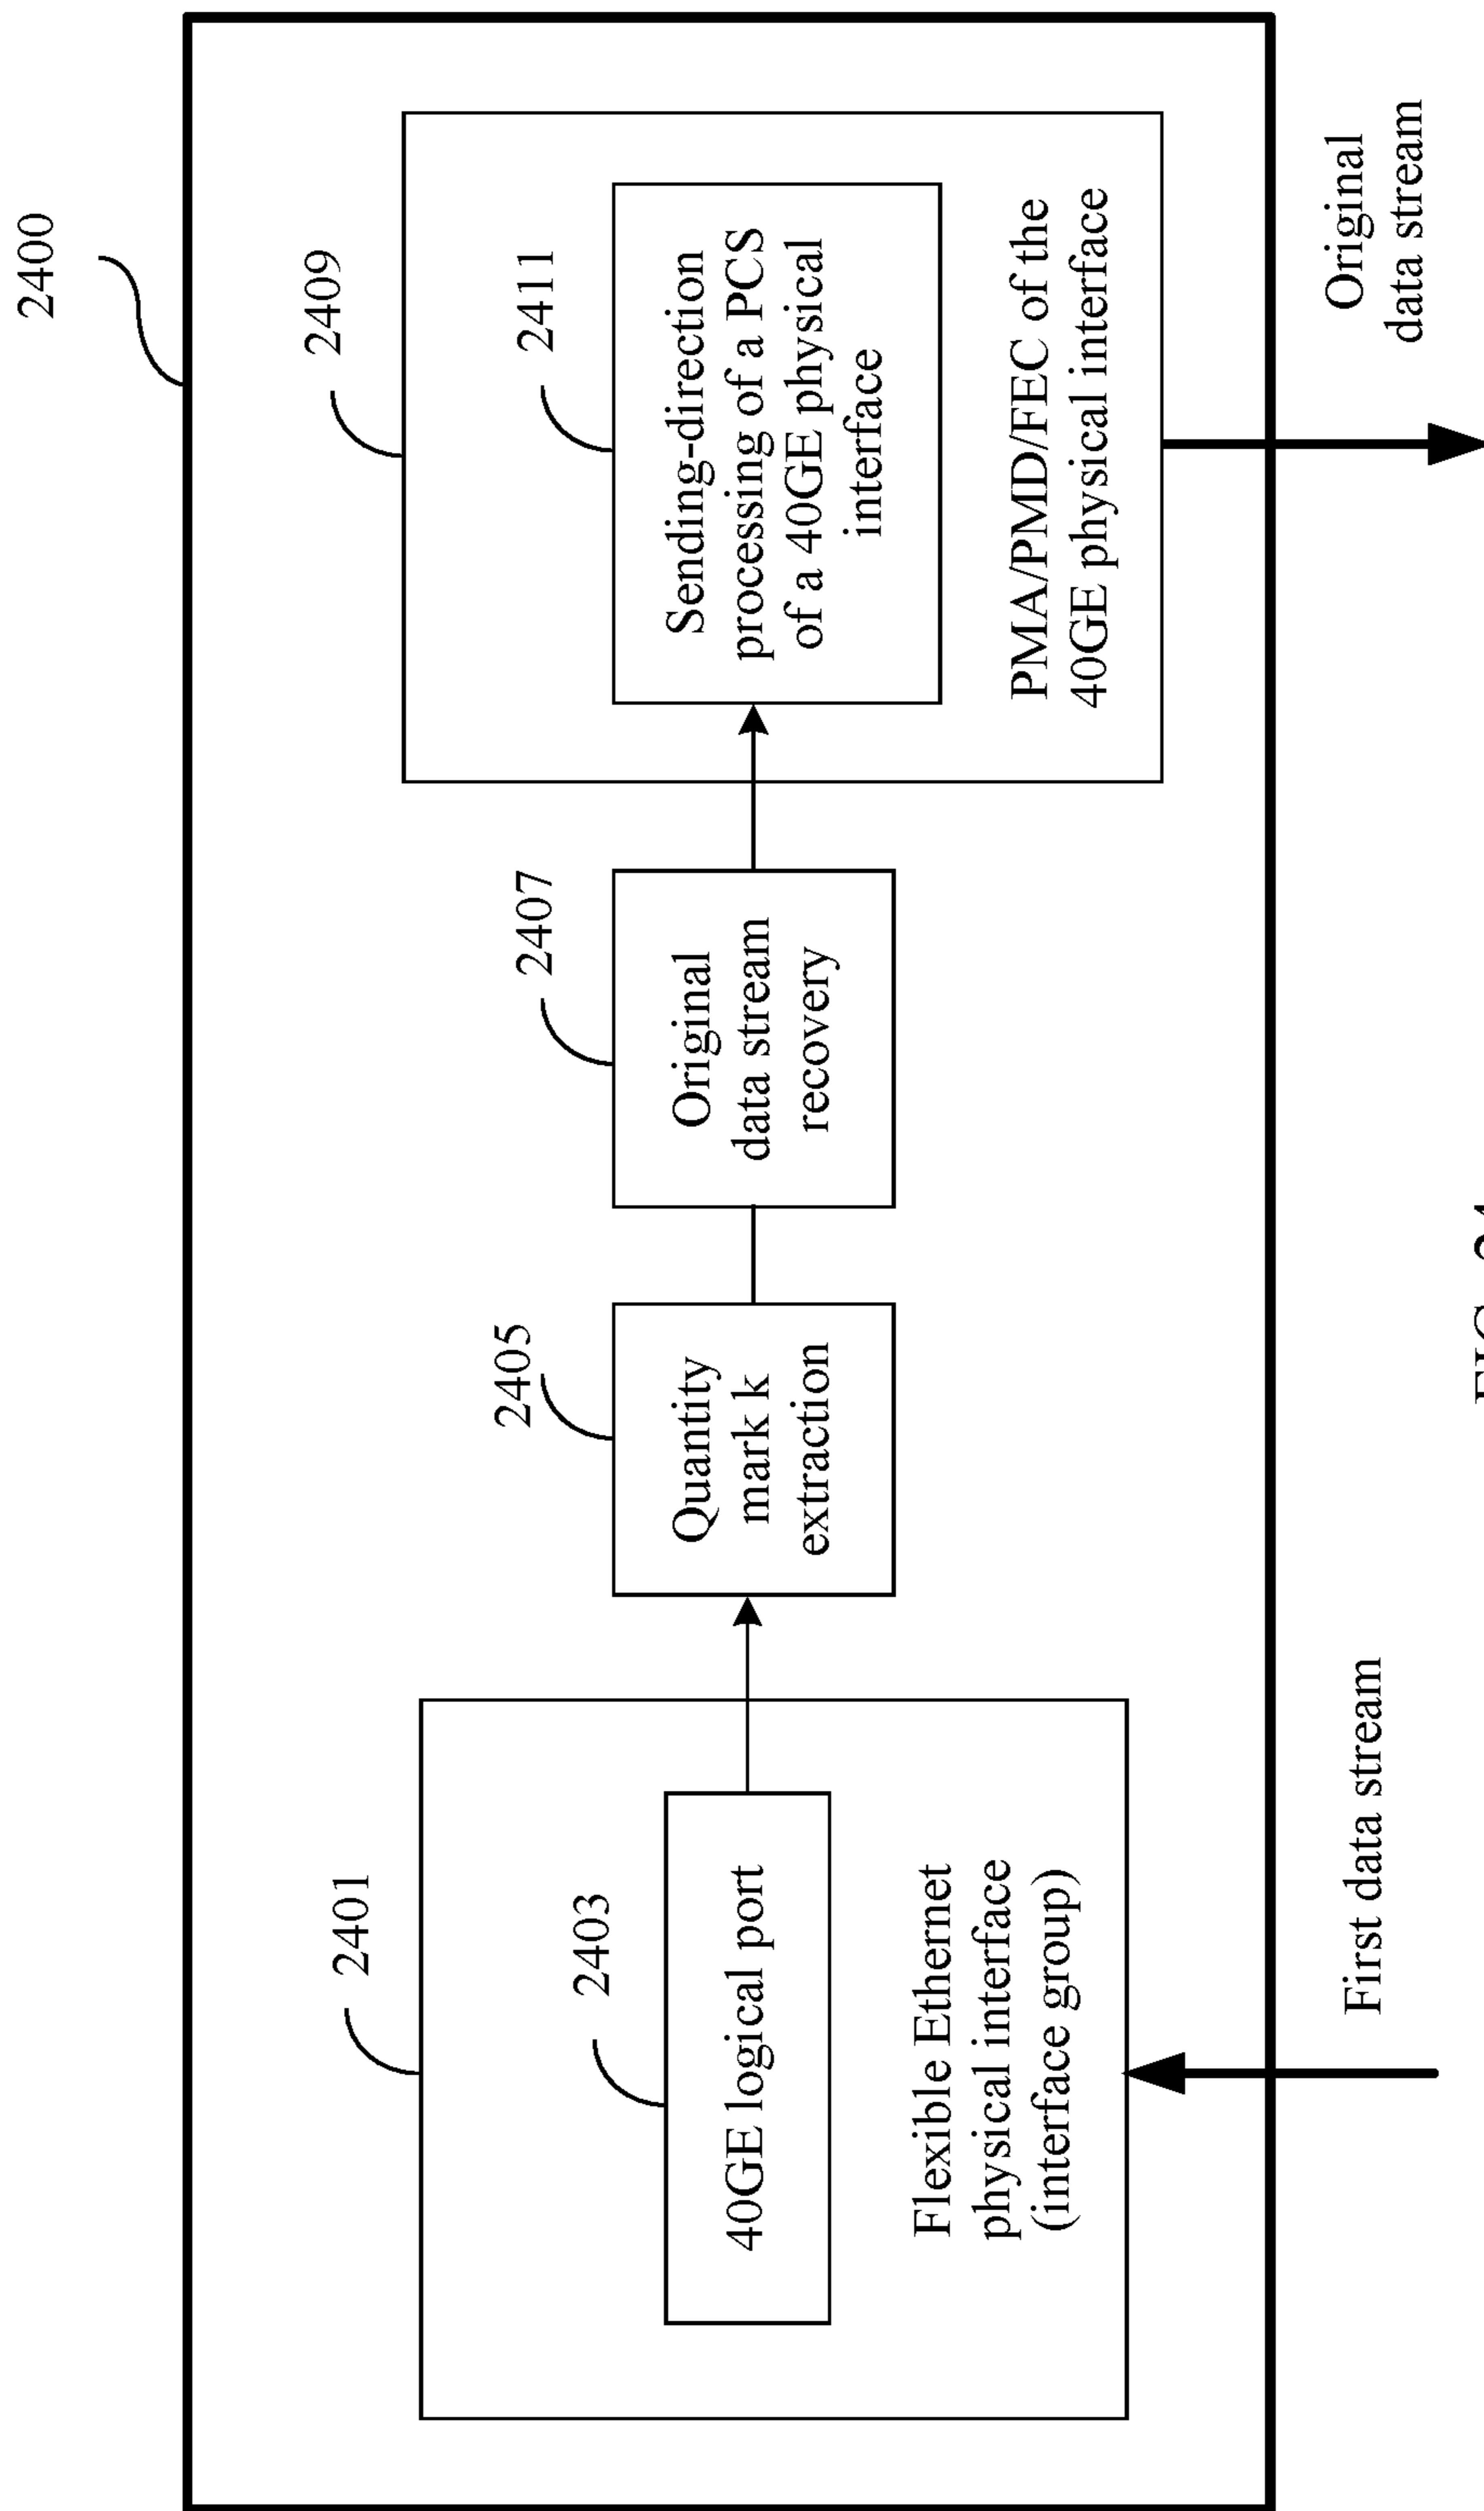 2400
2401
2403
40GE logical port
Flexible Ethernet
physical interface
(interface group)
2405
Quantity
mark k
extraction
2407
Original
data stream
recovery
2409
2411
Sending-direction
processing of a PCS
of a 40GE physical
interface
PMA/PMD/FEC of the
40GE physical interface
First data stream
Original
data stream